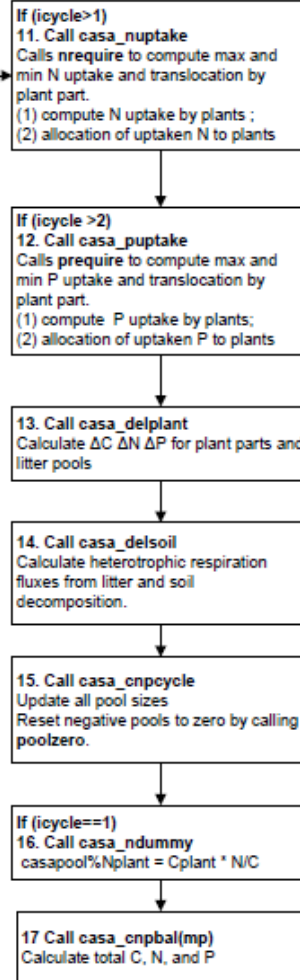 If (icycle>1)
11. Call casa_nuptake
Calls nrequire to compute max and
min N uptake and translocation by
plant part.
(1) compute N uptake by plants ;
(2) allocation of uptaken N to plants
If (icycle >2)
12. Call casa_puptake
Calls prequire to compute max and
min P uptake and translocation by
plant part.
(1) compute  P uptake by plants;
(2) allocation of uptaken P to plants
13. Call casa_delplant
Calculate ΔC ΔN ΔP for plant parts and
litter pools
14. Call casa_delsoil
Calculate heterotrophic respiration
fluxes from litter and soil
decomposition.
15. Call casa_cnpcycle
Update all pool sizes
Reset negative pools to zero by calling
poolzero.
If (icycle==1)
16. Call casa_ndummy
casapool%Nplant = Cplant * N/C
17 Call casa_cnpbal(mp)
Calculate total C, N, and P